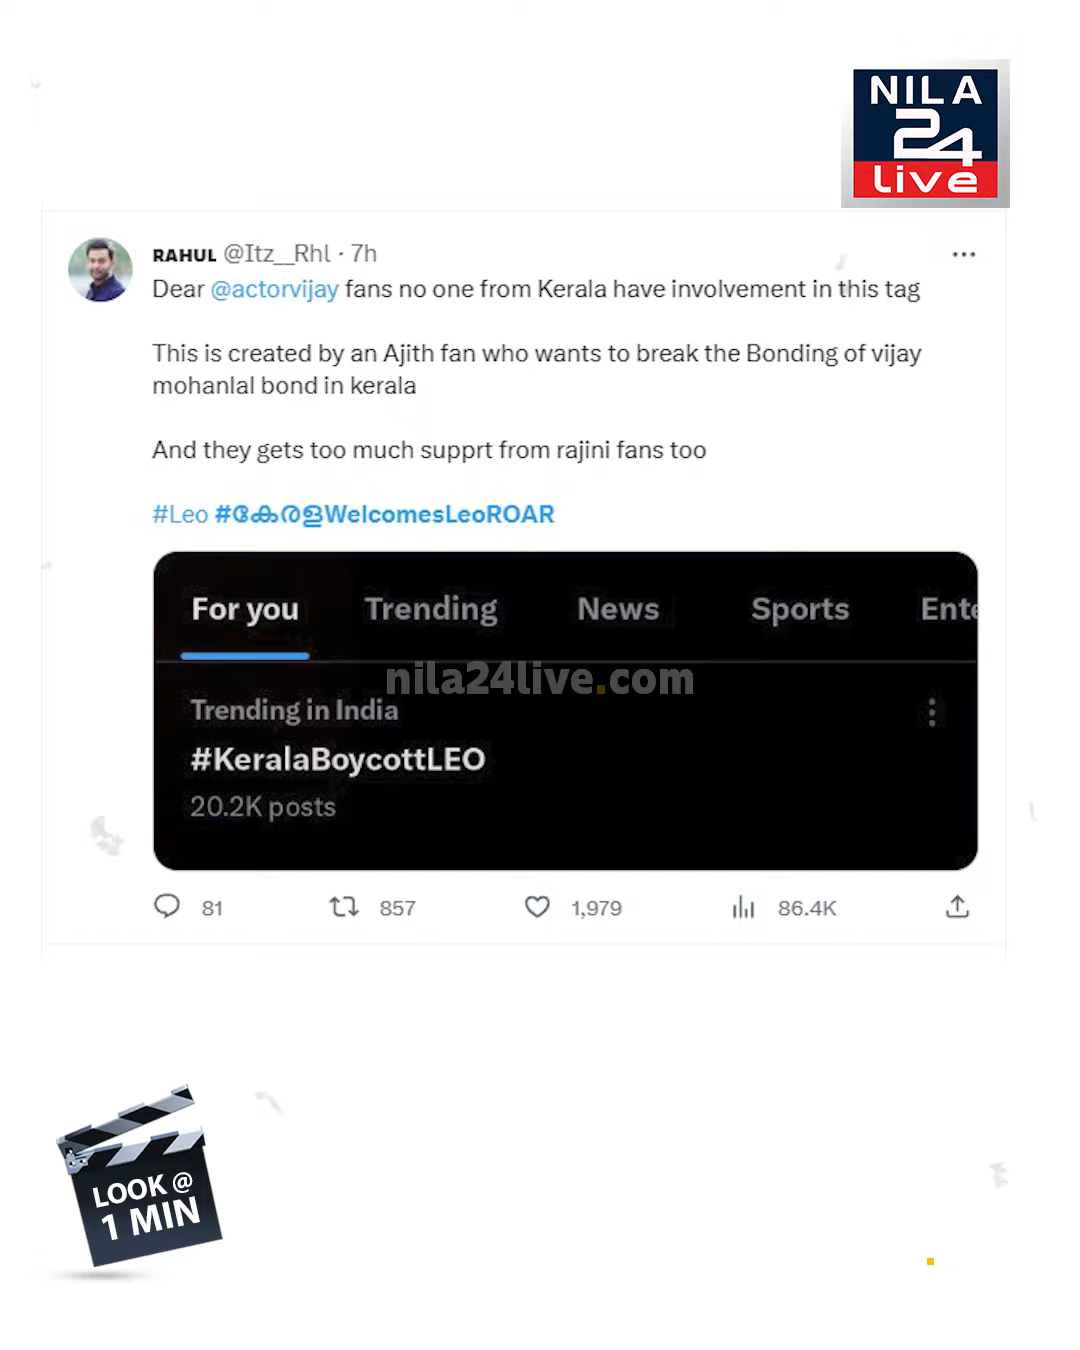 NILA
24
Live
RAHUL @Itz__Rhl · 7h
Dear @actorvijay fans no one from Kerala have involvement in this tag
This is created by an Ajith fan who wants to break the Bonding of vijay
mohanlal bond in kerala
And they gets too much supprt from rajini fans too
#Leo #കേരളWelcomesLeoROAR
For you Trending News Sports Ente
nila24live.com
Trending in India
#KeralaBoycottLEO
20.2K posts
81 857 1,979 86.4K
LOOK @
1 MIN